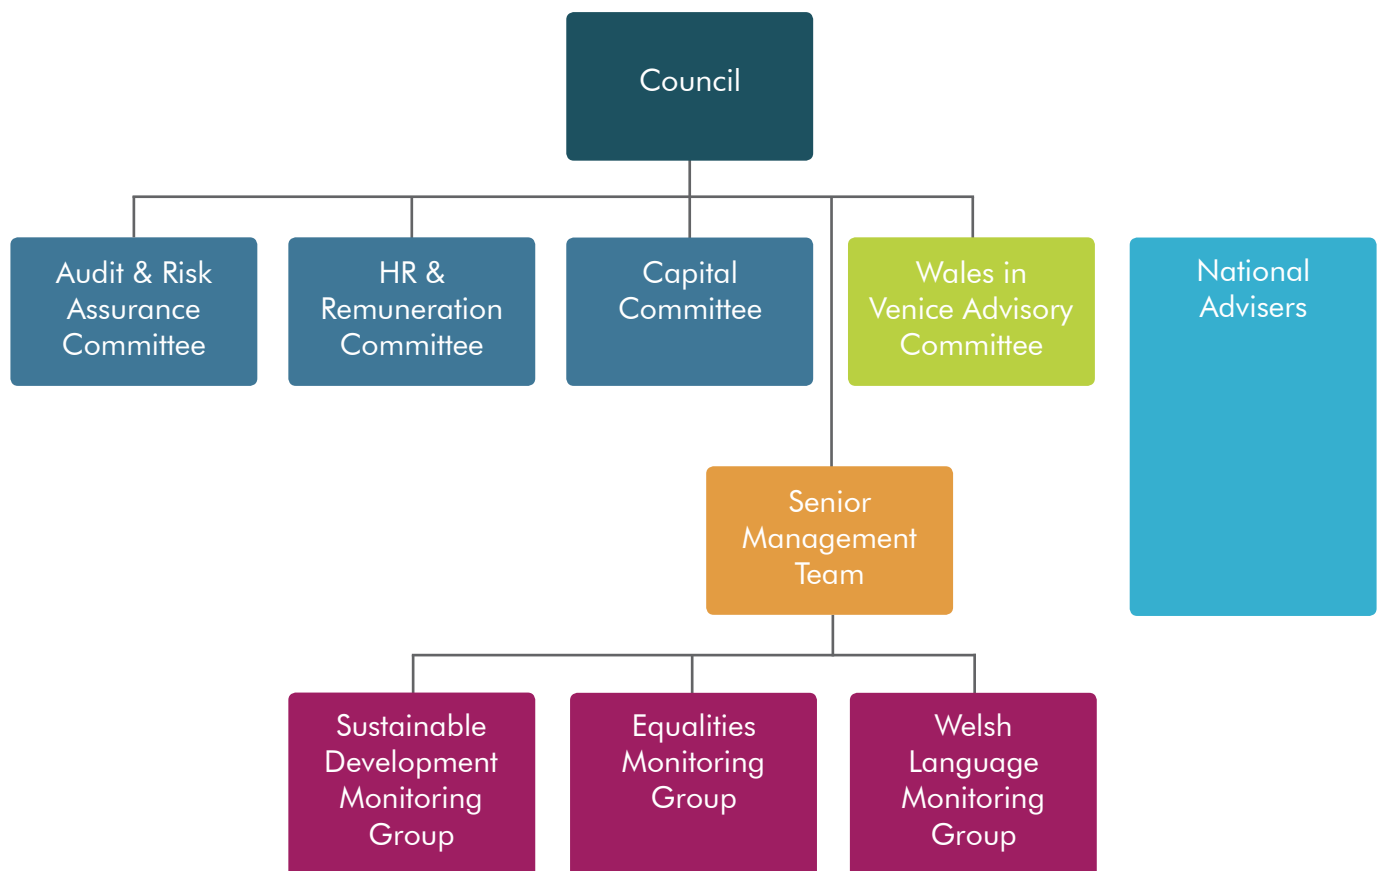 Council
Audit & Risk
Assurance
Committee
HR &
Remuneration
Committee
Capital
Committee
Wales in
Venice Advisory
Committee
National
Advisers
Senior
Management
Team
Sustainable
Development
Monitoring
Group
Equalities
Monitoring
Group
Welsh
Language
Monitoring
Group